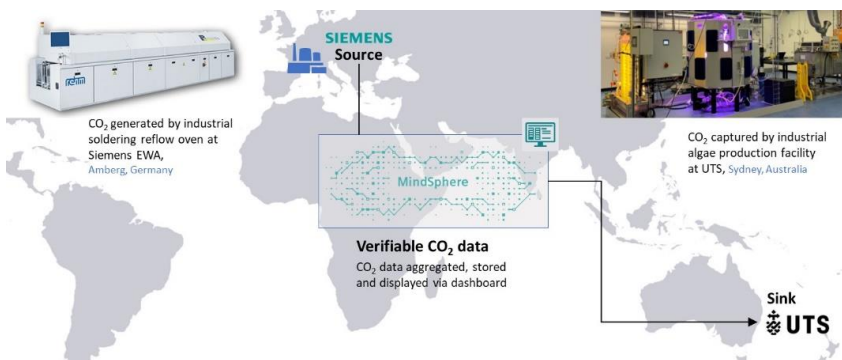 SIEMENS
Source
CO₂ generated by industrial
soldering reflow oven at
Siemens EWA,
Amberg, Germany
CO₂ captured by industrial
algae production facility
at UTS, Sydney, Australia
MindSphere
Verifiable CO₂ data
CO₂ data aggregated, stored
and displayed via dashboard
Sink
UTS